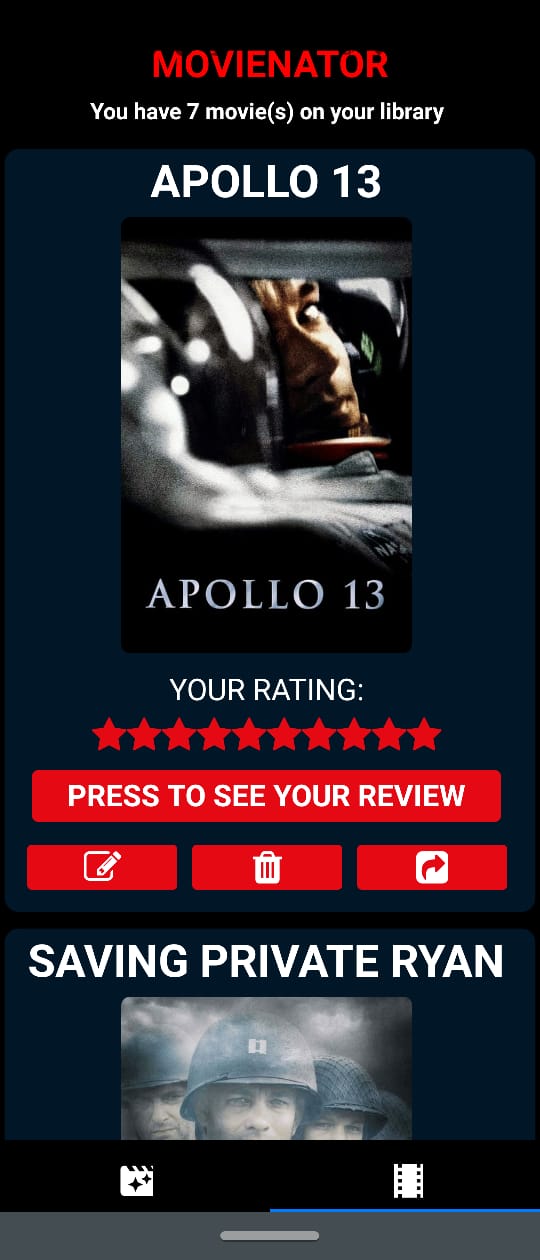 MOVIENATOR
You have 7 movie(s) on your library
APOLLO 13
APOLLO 13
YOUR RATING:
PRESS TO SEE YOUR REVIEW
SAVING PRIVATE RYAN